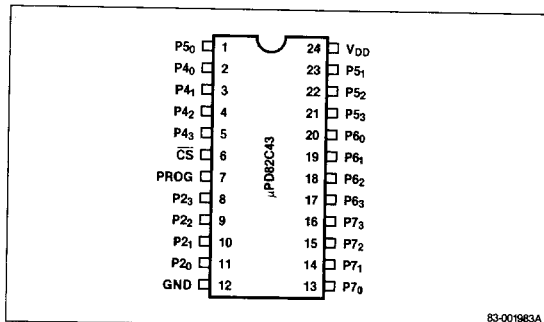 P5₀ 1 24 VDD
P4₀ 2 23 P5₁
P4₁ 3 22 P5₂
P4₂ 4 21 P5₃
P4₃ 5 20 P6₀
C̅S̅ 6 19 P6₁
PROG 7 18 P6₂
P2₃ 8 17 P6₃
P2₂ 9 16 P7₃
P2₁ 10 15 P7₂
P2₀ 11 14 P7₁
GND 12 13 P7₀
μPD82C43
83-001983A